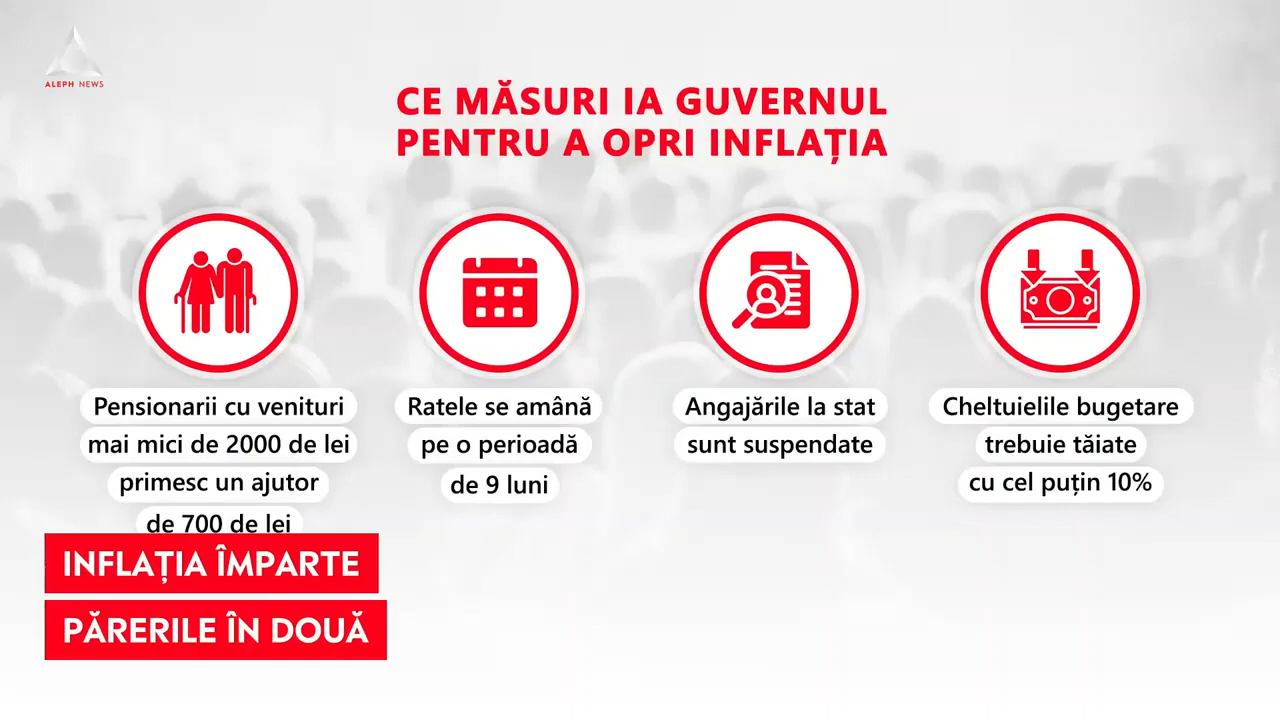 ALEPH NEWS
CE MĂSURI IA GUVERNUL
PENTRU A OPRI INFLAȚIA
Pensionarii cu venituri
mai mici de 2000 de lei
primesc un ajutor
de 700 de lei
Ratele se amână
pe o perioadă
de 9 luni
Angajările la stat
sunt suspendate
Cheltuielile bugetare
trebuie tăiate
cu cel puțin 10%
INFLAȚIA ÎMPARTE
PĂRERILE ÎN DOUĂ